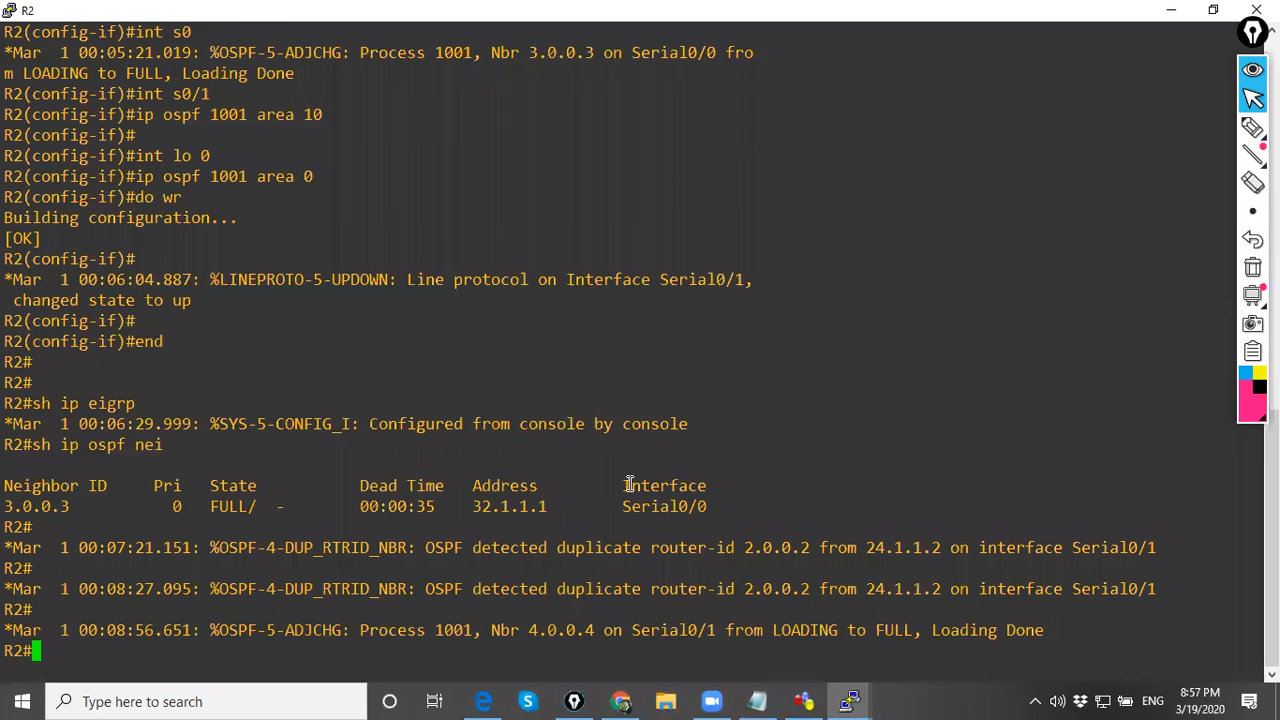 R2
R2(config-if)#int s0
*Mar  1 00:05:21.019: %OSPF-5-ADJCHG: Process 1001, Nbr 3.0.0.3 on Serial0/0 fro
m LOADING to FULL, Loading Done
R2(config-if)#int s0/1
R2(config-if)#ip ospf 1001 area 10
R2(config-if)#
R2(config-if)#int lo 0
R2(config-if)#ip ospf 1001 area 0
R2(config-if)#do wr
Building configuration...
[OK]
R2(config-if)#
*Mar  1 00:06:04.887: %LINEPROTO-5-UPDOWN: Line protocol on Interface Serial0/1,
 changed state to up
R2(config-if)#
R2(config-if)#end
R2#
R2#
R2#sh ip eigrp
*Mar  1 00:06:29.999: %SYS-5-CONFIG_I: Configured from console by console
R2#sh ip ospf nei
Neighbor ID     Pri   State           Dead Time   Address         Interface
3.0.0.3           0   FULL/  -        00:00:35    32.1.1.1        Serial0/0
R2#
*Mar  1 00:07:21.151: %OSPF-4-DUP_RTRID_NBR: OSPF detected duplicate router-id 2.0.0.2 from 24.1.1.2 on interface Serial0/1
R2#
*Mar  1 00:08:27.095: %OSPF-4-DUP_RTRID_NBR: OSPF detected duplicate router-id 2.0.0.2 from 24.1.1.2 on interface Serial0/1
R2#
*Mar  1 00:08:56.651: %OSPF-5-ADJCHG: Process 1001, Nbr 4.0.0.4 on Serial0/1 from LOADING to FULL, Loading Done
R2#
Type here to search
ENG
8:57 PM
3/19/2020